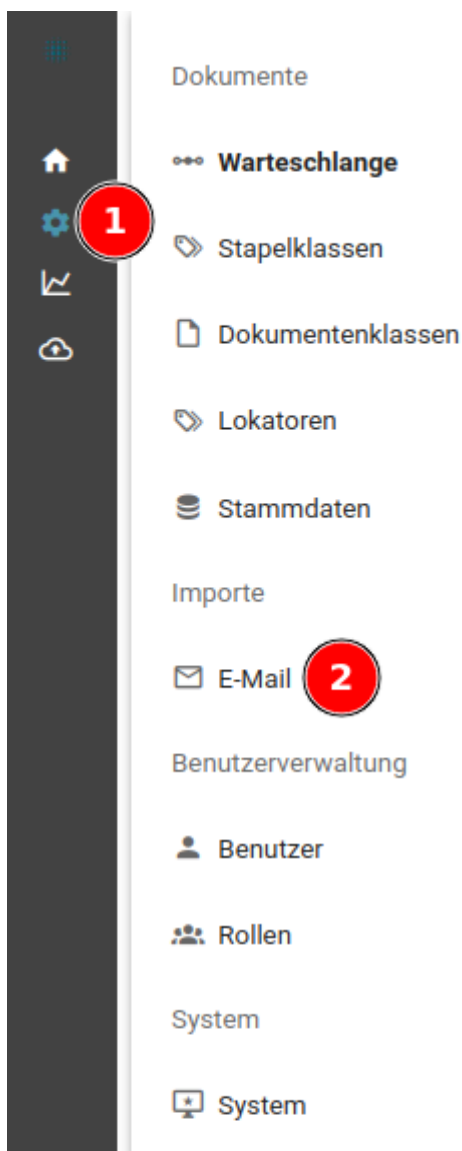 Dokumente
Warteschlange
1
Stapelklassen
Dokumentenklassen
Lokatoren
Stammdaten
Importe
E-Mail 2
Benutzerverwaltung
Benutzer
Rollen
System
System